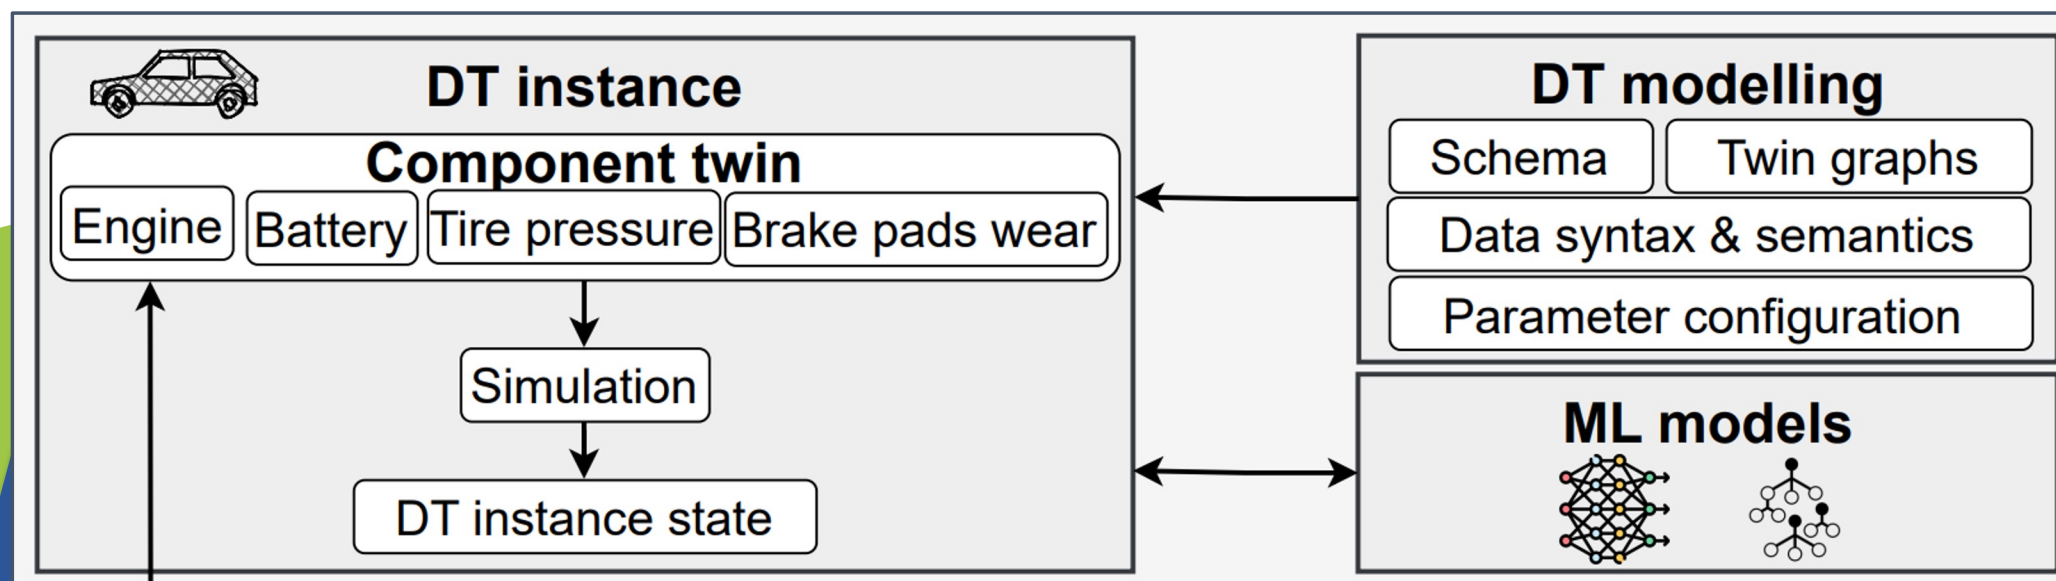 DT instance
Component twin
Engine
Battery
Tire pressure
Brake pads wear
Simulation
DT instance state
DT modelling
Schema
Twin graphs
Data syntax & semantics
Parameter configuration
ML models